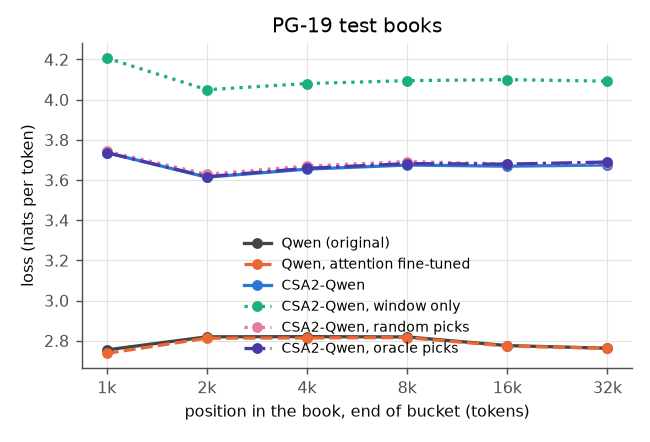 PG-19 test books
loss (nats per token)
4.2
4.0
3.8
3.6
3.4
3.2
3.0
2.8
Qwen (original)
Qwen, attention fine-tuned
CSA2-Qwen
CSA2-Qwen, window only
CSA2-Qwen, random picks
CSA2-Qwen, oracle picks
1k
2k
4k
8k
16k
32k
position in the book, end of bucket (tokens)